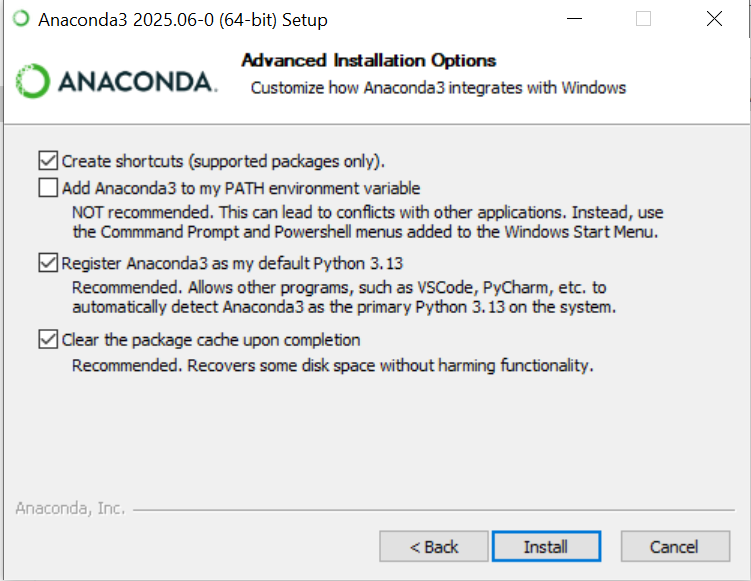 Anaconda3 2025.06-0 (64-bit) Setup
ANACONDA.
Advanced Installation Options
Customize how Anaconda3 integrates with Windows
Create shortcuts (supported packages only).
Add Anaconda3 to my PATH environment variable
NOT recommended. This can lead to conflicts with other applications. Instead, use
the Commmand Prompt and Powershell menus added to the Windows Start Menu.
Register Anaconda3 as my default Python 3.13
Recommended. Allows other programs, such as VSCode, PyCharm, etc. to
automatically detect Anaconda3 as the primary Python 3.13 on the system.
Clear the package cache upon completion
Recommended. Recovers some disk space without harming functionality.
Anaconda, Inc.
< Back
Install
Cancel